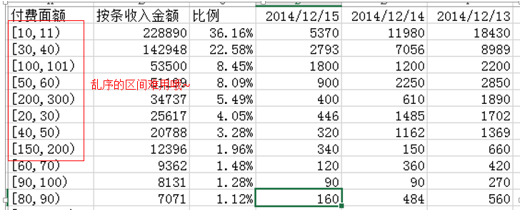 付费面额 按条收入金额 比例 2014/12/15 2014/12/14 2014/12/13
[10,11) 228890 36.16% 5370 11980 18430
[30,40) 142948 22.58% 2793 7056 8989
[100,101) 53500 8.45% 1800 1200 2200
[50,60) 8.09% 900 2250 2850
乱序的区间
[200,300) 34737 5.49% 400 610 1890
[20,30) 25617 4.05% 446 1485 1702
[40,50) 20788 3.28% 320 1162 1369
[150,200) 12396 1.96% 340 150 660
[60,70) 9362 1.48% 120 360 420
[90,100) 8131 1.28% 90 90 270
[80,90) 7071 1.12% 160 484 560